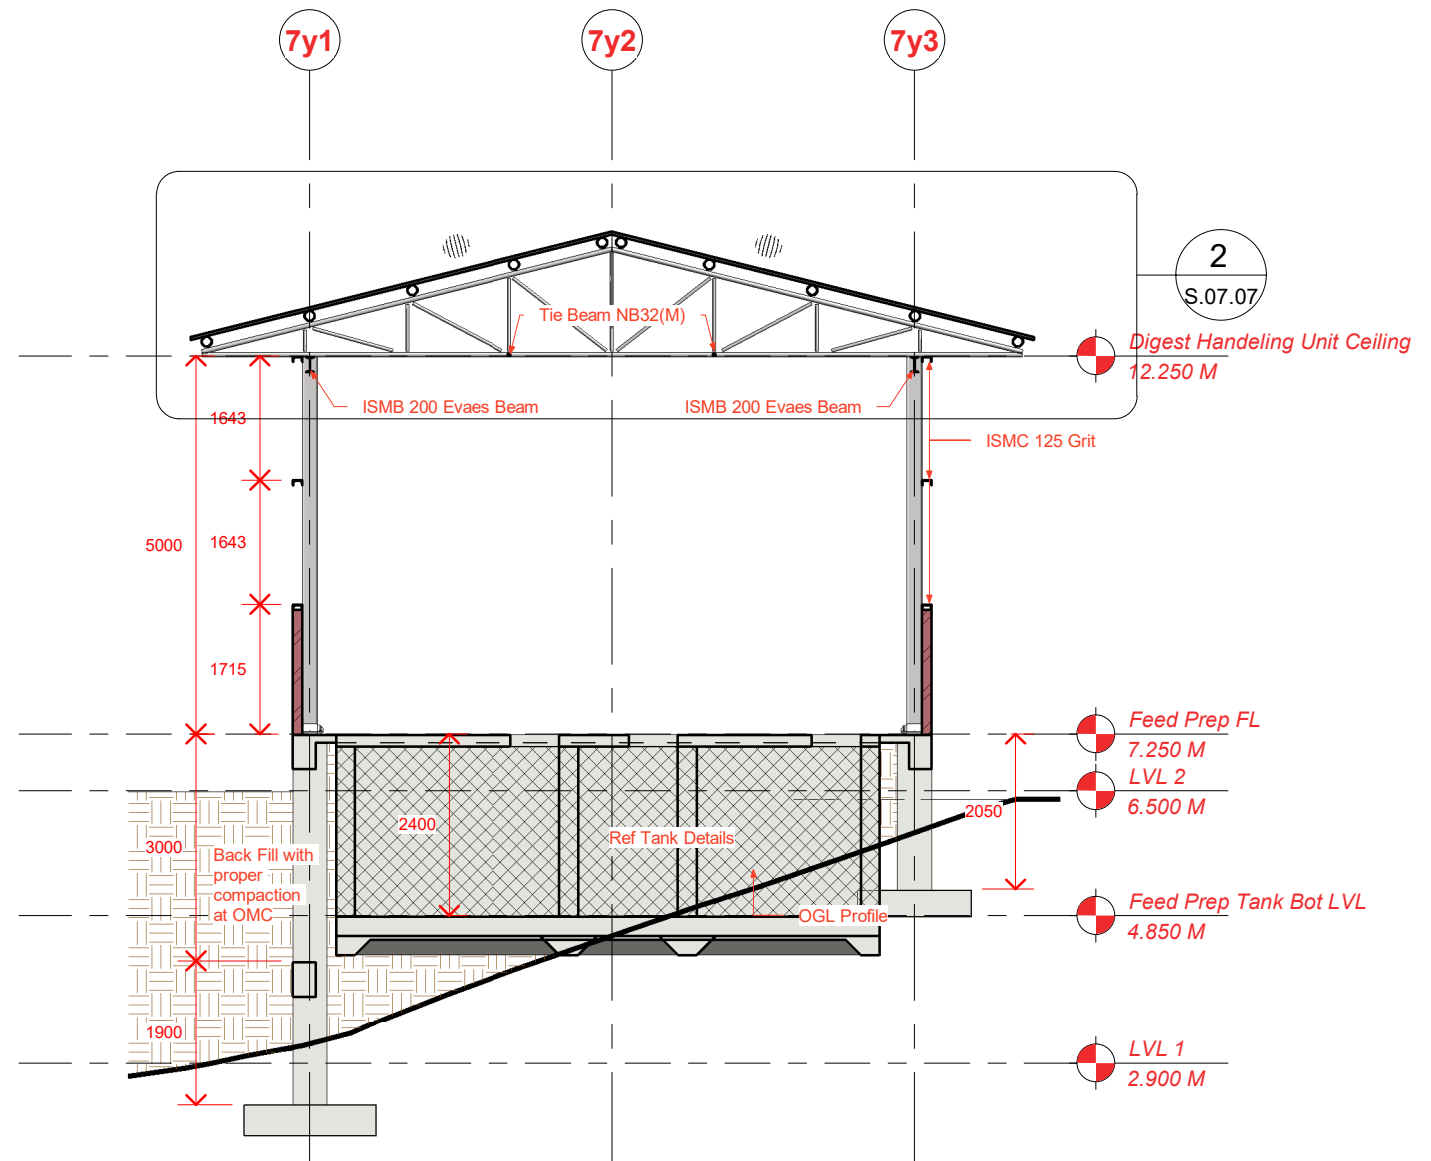 7y1
7y2
7y3
2
S.07.07
Tie Beam NB32(M)
Digest Handeling Unit Ceiling
12.250 M
ISMB 200 Evaes Beam
ISMB 200 Evaes Beam
1643
ISMC 125 Grit
5000
1643
1715
Feed Prep FL
7.250 M
LVL 2
6.500 M
2400
2050
Ref Tank Details
3000
Back Fill with
proper
compaction
at OMC
OGL Profile
Feed Prep Tank Bot LVL
4.850 M
1900
LVL 1
2.900 M